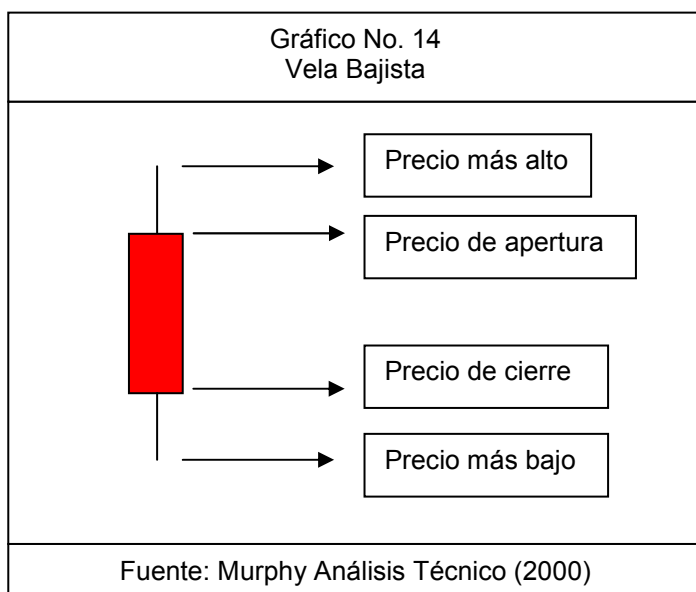 Gráfico No. 14
Vela Bajista
Precio más alto
Precio de apertura
Precio de cierre
Precio más bajo
Fuente: Murphy Análisis Técnico (2000)